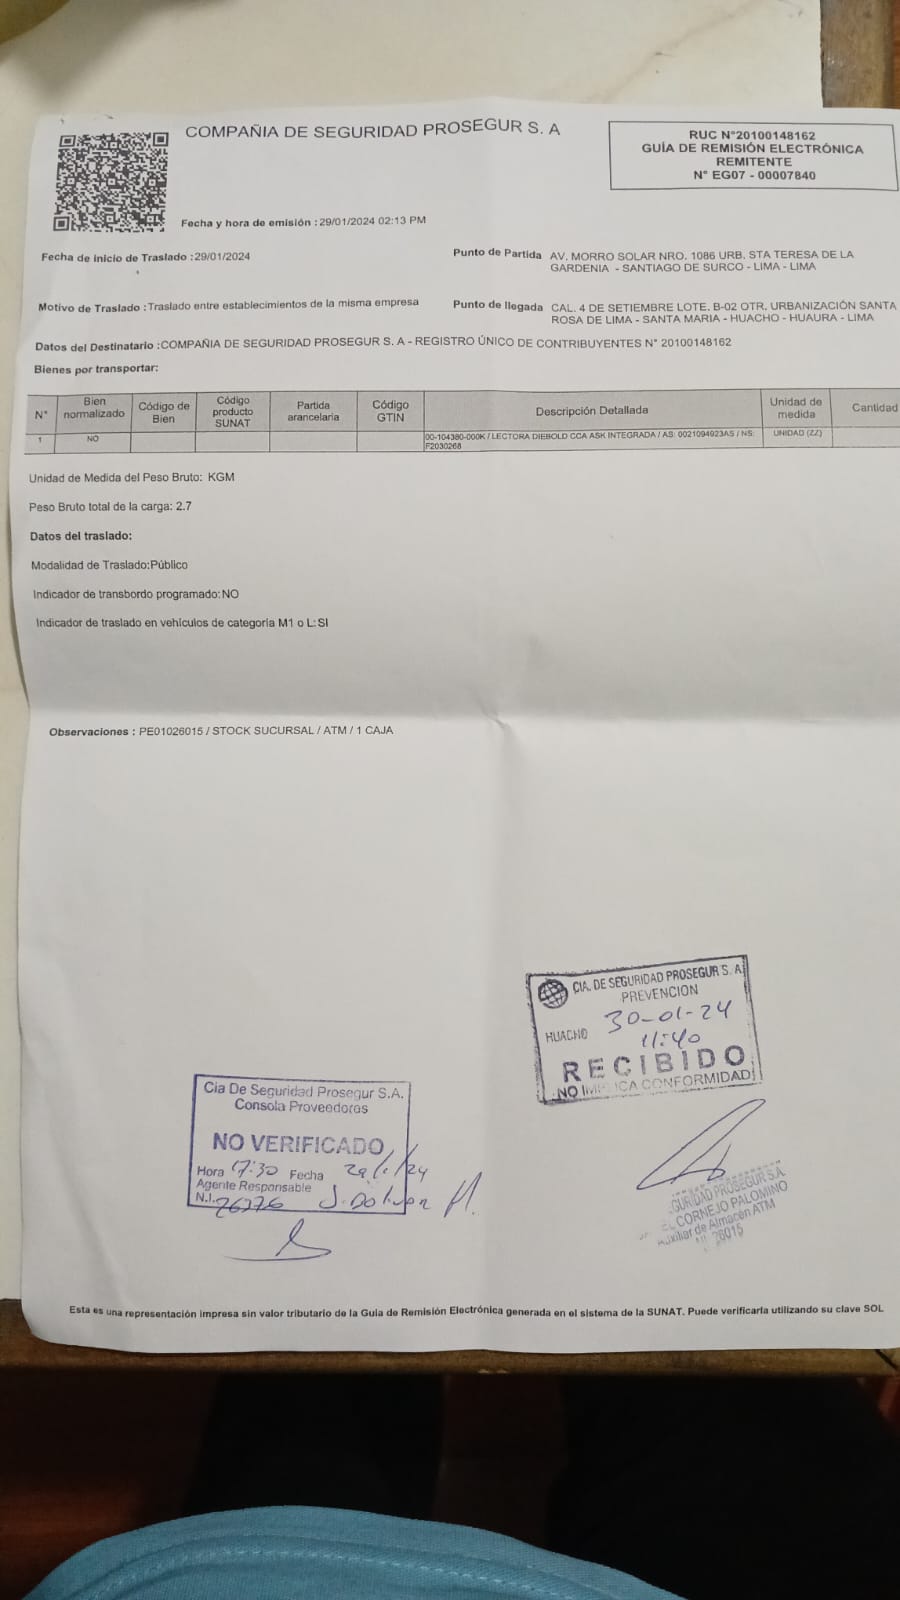 COMPAÑIA DE SEGURIDAD PROSEGUR S. A
RUC N°20100148162
GUÍA DE REMISIÓN ELECTRÓNICA
REMITENTE
N° EG07 - 00007840
Fecha y hora de emisión : 29/01/2024 02:13 PM
Fecha de inicio de Traslado : 29/01/2024
Punto de Partida AV. MORRO SOLAR NRO. 1086 URB. STA TERESA DE LA
GARDENIA - SANTIAGO DE SURCO - LIMA - LIMA
Motivo de Traslado : Traslado entre establecimientos de la misma empresa
Punto de llegada CAL. 4 DE SETIEMBRE LOTE. B-02 OTR. URBANIZACIÓN SANTA
ROSA DE LIMA - SANTA MARIA - HUACHO - HUAURA - LIMA
Datos del Destinatario :COMPAÑIA DE SEGURIDAD PROSEGUR S. A - REGISTRO ÚNICO DE CONTRIBUYENTES N° 20100148162
Bienes por transportar:
N° Bien normalizado Código de Bien Código producto SUNAT Partida arancelaria Código GTIN Descripción Detallada Unidad de medida Cantidad
1 NO 00-104380-000K / LECTORA DIEBOLD CCA ASK INTEGRADA / AS: 0021094923AS / NS: UNIDAD (ZZ)
F2030268
Unidad de Medida del Peso Bruto: KGM
Peso Bruto total de la carga: 2.7
Datos del traslado:
Modalidad de Traslado:Público
Indicador de transbordo programado:NO
Indicador de traslado en vehículos de categoría M1 o L:SI
Observaciones : PE01026015 / STOCK SUCURSAL / ATM / 1 CAJA
CIA. DE SEGURIDAD PROSEGUR S. A
PREVENCION
HUACHO 30-01-24
11:40
RECIBIDO
NO IMPLICA CONFORMIDAD
Cia De Seguridad Prosegur S.A.
Consola Proveedores
NO VERIFICADO
Hora 17:30 Fecha 29/1/24
Agente Responsable
N.I. 26276
GURIDAD PROSEGUR S.A.
EL CORNEJO PALOMINO
Auxiliar de Almacén ATM
26015
Esta es una representación impresa sin valor tributario de la Guia de Remisión Electrónica generada en el sistema de la SUNAT. Puede verificarla utilizando su clave SOL